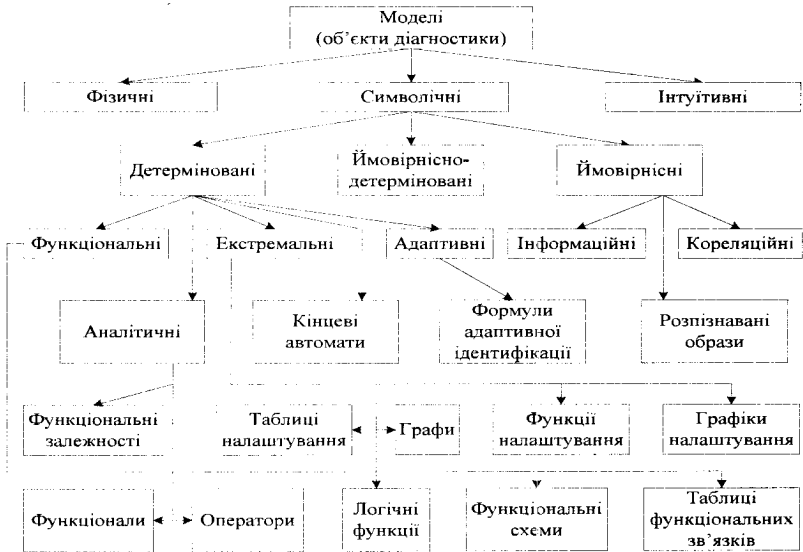 Моделі
(об’єкти діагностики)
Фізичні
Символічні
Інтуїтивні
Детерміновані
Ймовірнісно-
детерміновані
Ймовірнісні
Функціональні
Екстремальні
Адаптивні
Інформаційні
Кореляційні
Аналітичні
Кінцеві
автомати
Формули
адаптивної
ідентифікації
Розпізнавані
образи
Функціональні
залежності
Таблиці
налаштування
Графи
Функції
налаштування
Графіки
налаштування
Функціонали
Оператори
Логічні
функції
Функціональні
схеми
Таблиці
функціональних
зв’язків